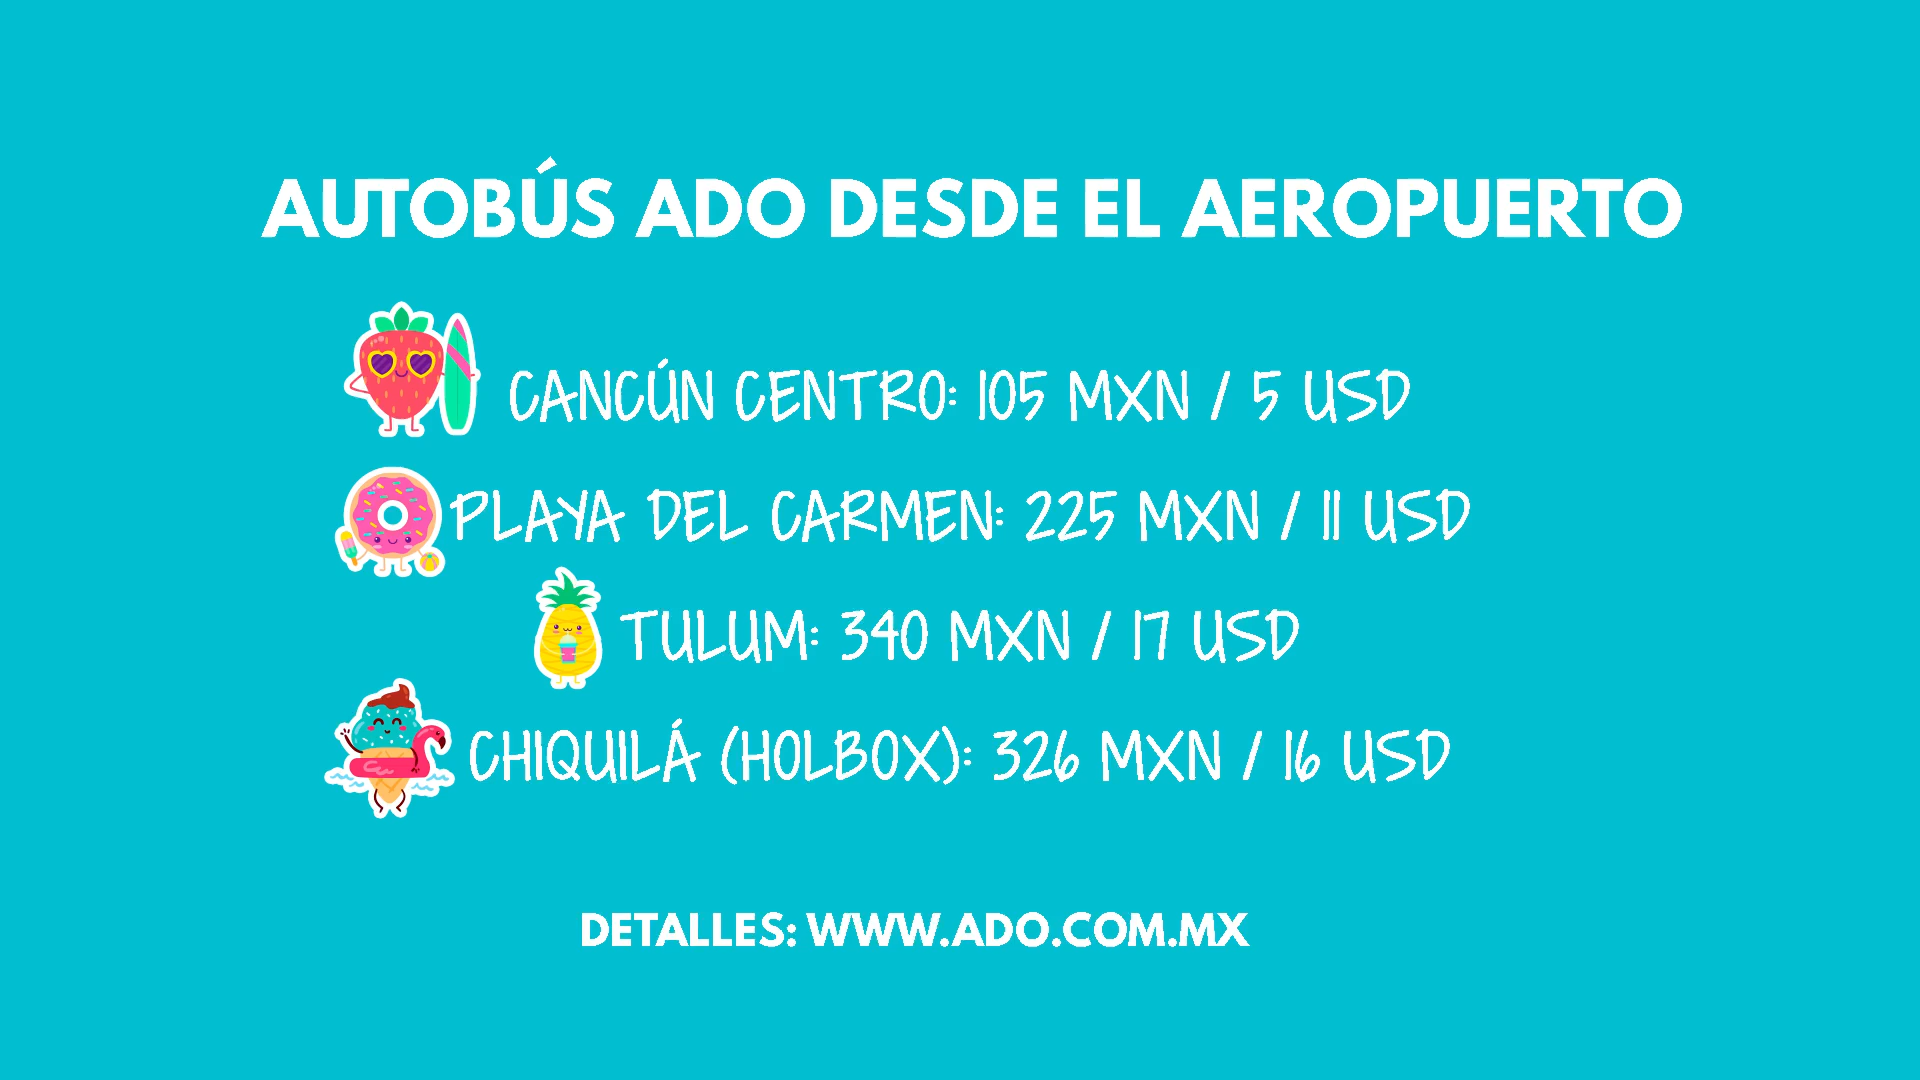 AUTOBÚS ADO DESDE EL AEROPUERTO
CANCÚN CENTRO: 105 MXN / 5 USD
PLAYA DEL CARMEN: 225 MXN / 11 USD
TULUM: 340 MXN / 17 USD
CHIQUILÁ (HOLBOX): 326 MXN / 16 USD
DETALLES: WWW.ADO.COM.MX